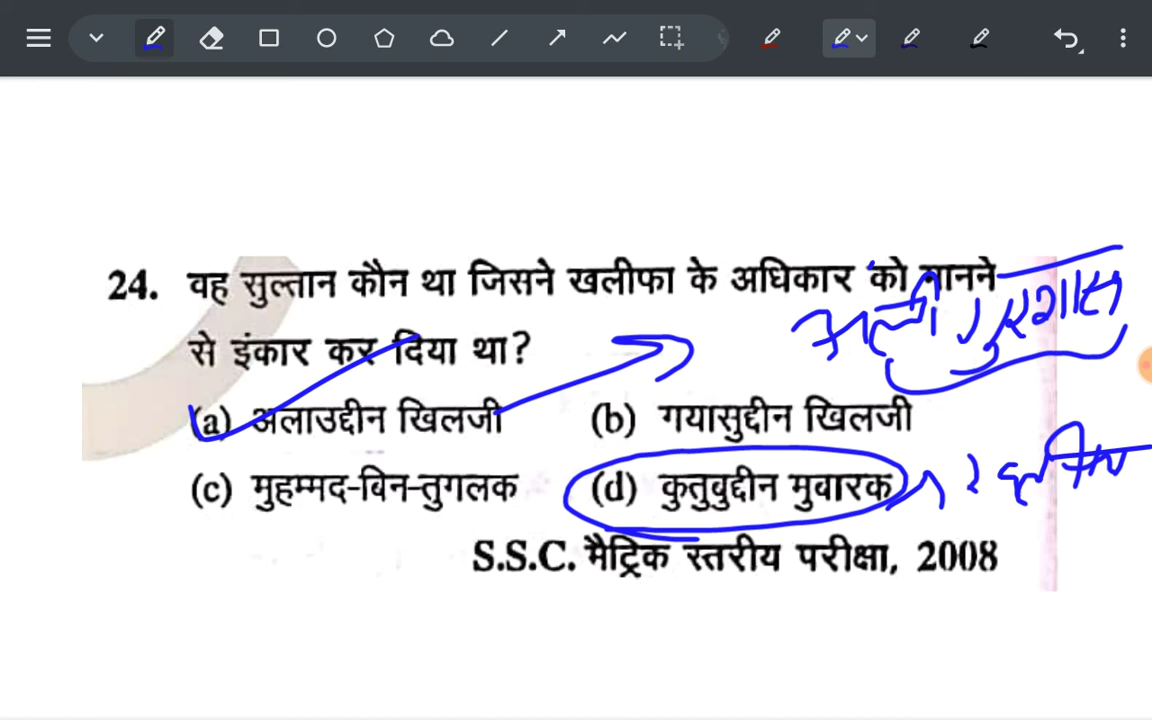 24. वह सुल्तान कौन था जिसने खलीफा के अधिकार को मानने
से इंकार कर दिया था?
(a) अलाउद्दीन खिलजी (b) गयासुद्दीन खिलजी
(c) मुहम्मद-बिन-तुगलक (d) कुतुबुद्दीन मुबारक
S.S.C. मैट्रिक स्तरीय परीक्षा, 2008